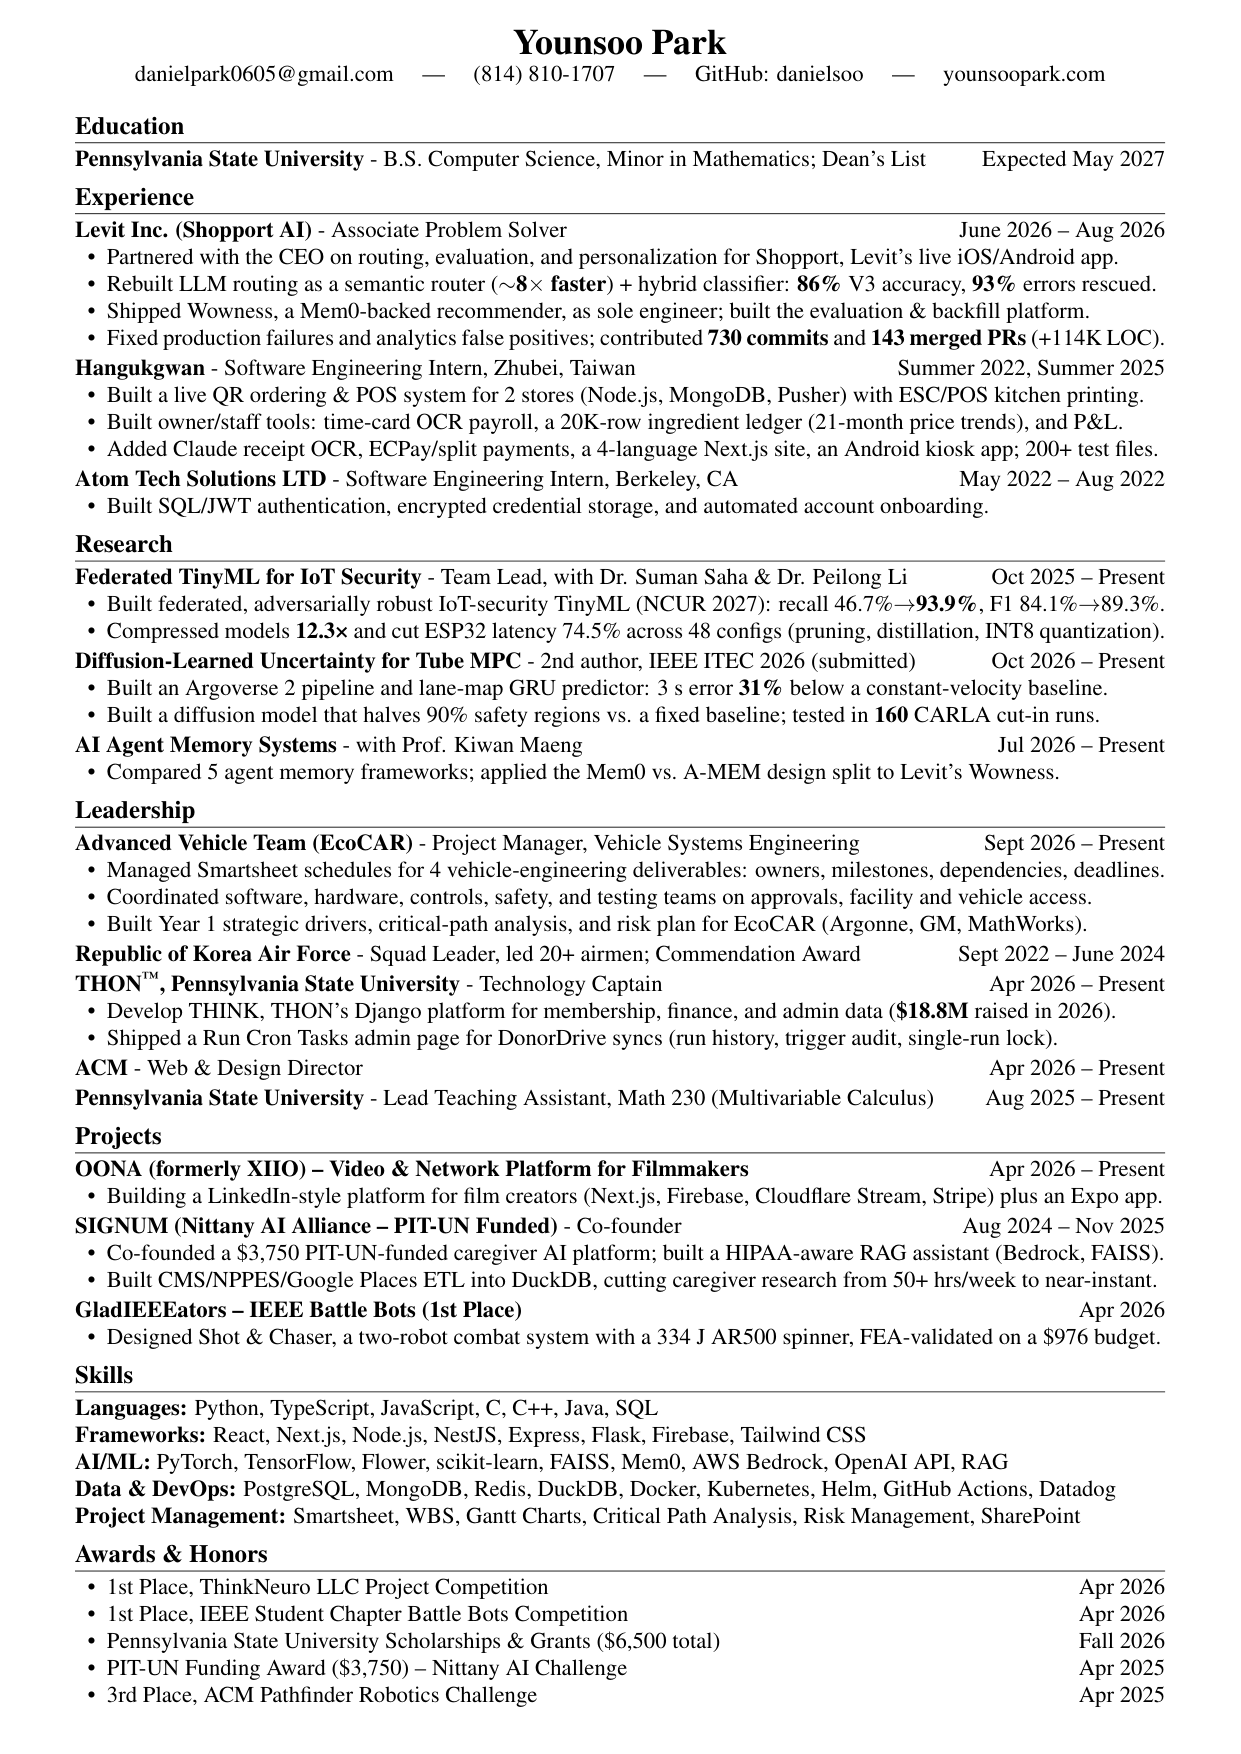 Younsoo Park
danielpark0605@gmail.com — (814) 810-1707 — GitHub: danielsoo — younsoopark.com
Education
Pennsylvania State University - B.S. Computer Science, Minor in Mathematics; Dean's List Expected May 2027
Experience
Levit Inc. (Shopport AI) - Associate Problem Solver June 2026 – Aug 2026
• Partnered with the CEO on routing, evaluation, and personalization for Shopport, Levit's live iOS/Android app.
• Rebuilt LLM routing as a semantic router (∼8× faster) + hybrid classifier: 86% V3 accuracy, 93% errors rescued.
• Shipped Wowness, a Mem0-backed recommender, as sole engineer; built the evaluation & backfill platform.
• Fixed production failures and analytics false positives; contributed 730 commits and 143 merged PRs (+114K LOC).
Hangukgwan - Software Engineering Intern, Zhubei, Taiwan Summer 2022, Summer 2025
• Built a live QR ordering & POS system for 2 stores (Node.js, MongoDB, Pusher) with ESC/POS kitchen printing.
• Built owner/staff tools: time-card OCR payroll, a 20K-row ingredient ledger (21-month price trends), and P&L.
• Added Claude receipt OCR, ECPay/split payments, a 4-language Next.js site, an Android kiosk app; 200+ test files.
Atom Tech Solutions LTD - Software Engineering Intern, Berkeley, CA May 2022 – Aug 2022
• Built SQL/JWT authentication, encrypted credential storage, and automated account onboarding.
Research
Federated TinyML for IoT Security - Team Lead, with Dr. Suman Saha & Dr. Peilong Li Oct 2025 – Present
• Built federated, adversarially robust IoT-security TinyML (NCUR 2027): recall 46.7%→93.9%, F1 84.1%→89.3%.
• Compressed models 12.3× and cut ESP32 latency 74.5% across 48 configs (pruning, distillation, INT8 quantization).
Diffusion-Learned Uncertainty for Tube MPC - 2nd author, IEEE ITEC 2026 (submitted) Oct 2026 – Present
• Built an Argoverse 2 pipeline and lane-map GRU predictor: 3 s error 31% below a constant-velocity baseline.
• Built a diffusion model that halves 90% safety regions vs. a fixed baseline; tested in 160 CARLA cut-in runs.
AI Agent Memory Systems - with Prof. Kiwan Maeng Jul 2026 – Present
• Compared 5 agent memory frameworks; applied the Mem0 vs. A-MEM design split to Levit's Wowness.
Leadership
Advanced Vehicle Team (EcoCAR) - Project Manager, Vehicle Systems Engineering Sept 2026 – Present
• Managed Smartsheet schedules for 4 vehicle-engineering deliverables: owners, milestones, dependencies, deadlines.
• Coordinated software, hardware, controls, safety, and testing teams on approvals, facility and vehicle access.
• Built Year 1 strategic drivers, critical-path analysis, and risk plan for EcoCAR (Argonne, GM, MathWorks).
Republic of Korea Air Force - Squad Leader, led 20+ airmen; Commendation Award Sept 2022 – June 2024
THON™, Pennsylvania State University - Technology Captain Apr 2026 – Present
• Develop THINK, THON's Django platform for membership, finance, and admin data ($18.8M raised in 2026).
• Shipped a Run Cron Tasks admin page for DonorDrive syncs (run history, trigger audit, single-run lock).
ACM - Web & Design Director Apr 2026 – Present
Pennsylvania State University - Lead Teaching Assistant, Math 230 (Multivariable Calculus) Aug 2025 – Present
Projects
OONA (formerly XIIO) – Video & Network Platform for Filmmakers Apr 2026 – Present
• Building a LinkedIn-style platform for film creators (Next.js, Firebase, Cloudflare Stream, Stripe) plus an Expo app.
SIGNUM (Nittany AI Alliance – PIT-UN Funded) - Co-founder Aug 2024 – Nov 2025
• Co-founded a $3,750 PIT-UN-funded caregiver AI platform; built a HIPAA-aware RAG assistant (Bedrock, FAISS).
• Built CMS/NPPES/Google Places ETL into DuckDB, cutting caregiver research from 50+ hrs/week to near-instant.
GladIEEEators – IEEE Battle Bots (1st Place) Apr 2026
• Designed Shot & Chaser, a two-robot combat system with a 334 J AR500 spinner, FEA-validated on a $976 budget.
Skills
Languages: Python, TypeScript, JavaScript, C, C++, Java, SQL
Frameworks: React, Next.js, Node.js, NestJS, Express, Flask, Firebase, Tailwind CSS
AI/ML: PyTorch, TensorFlow, Flower, scikit-learn, FAISS, Mem0, AWS Bedrock, OpenAI API, RAG
Data & DevOps: PostgreSQL, MongoDB, Redis, DuckDB, Docker, Kubernetes, Helm, GitHub Actions, Datadog
Project Management: Smartsheet, WBS, Gantt Charts, Critical Path Analysis, Risk Management, SharePoint
Awards & Honors
• 1st Place, ThinkNeuro LLC Project Competition Apr 2026
• 1st Place, IEEE Student Chapter Battle Bots Competition Apr 2026
• Pennsylvania State University Scholarships & Grants ($6,500 total) Fall 2026
• PIT-UN Funding Award ($3,750) – Nittany AI Challenge Apr 2025
• 3rd Place, ACM Pathfinder Robotics Challenge Apr 2025